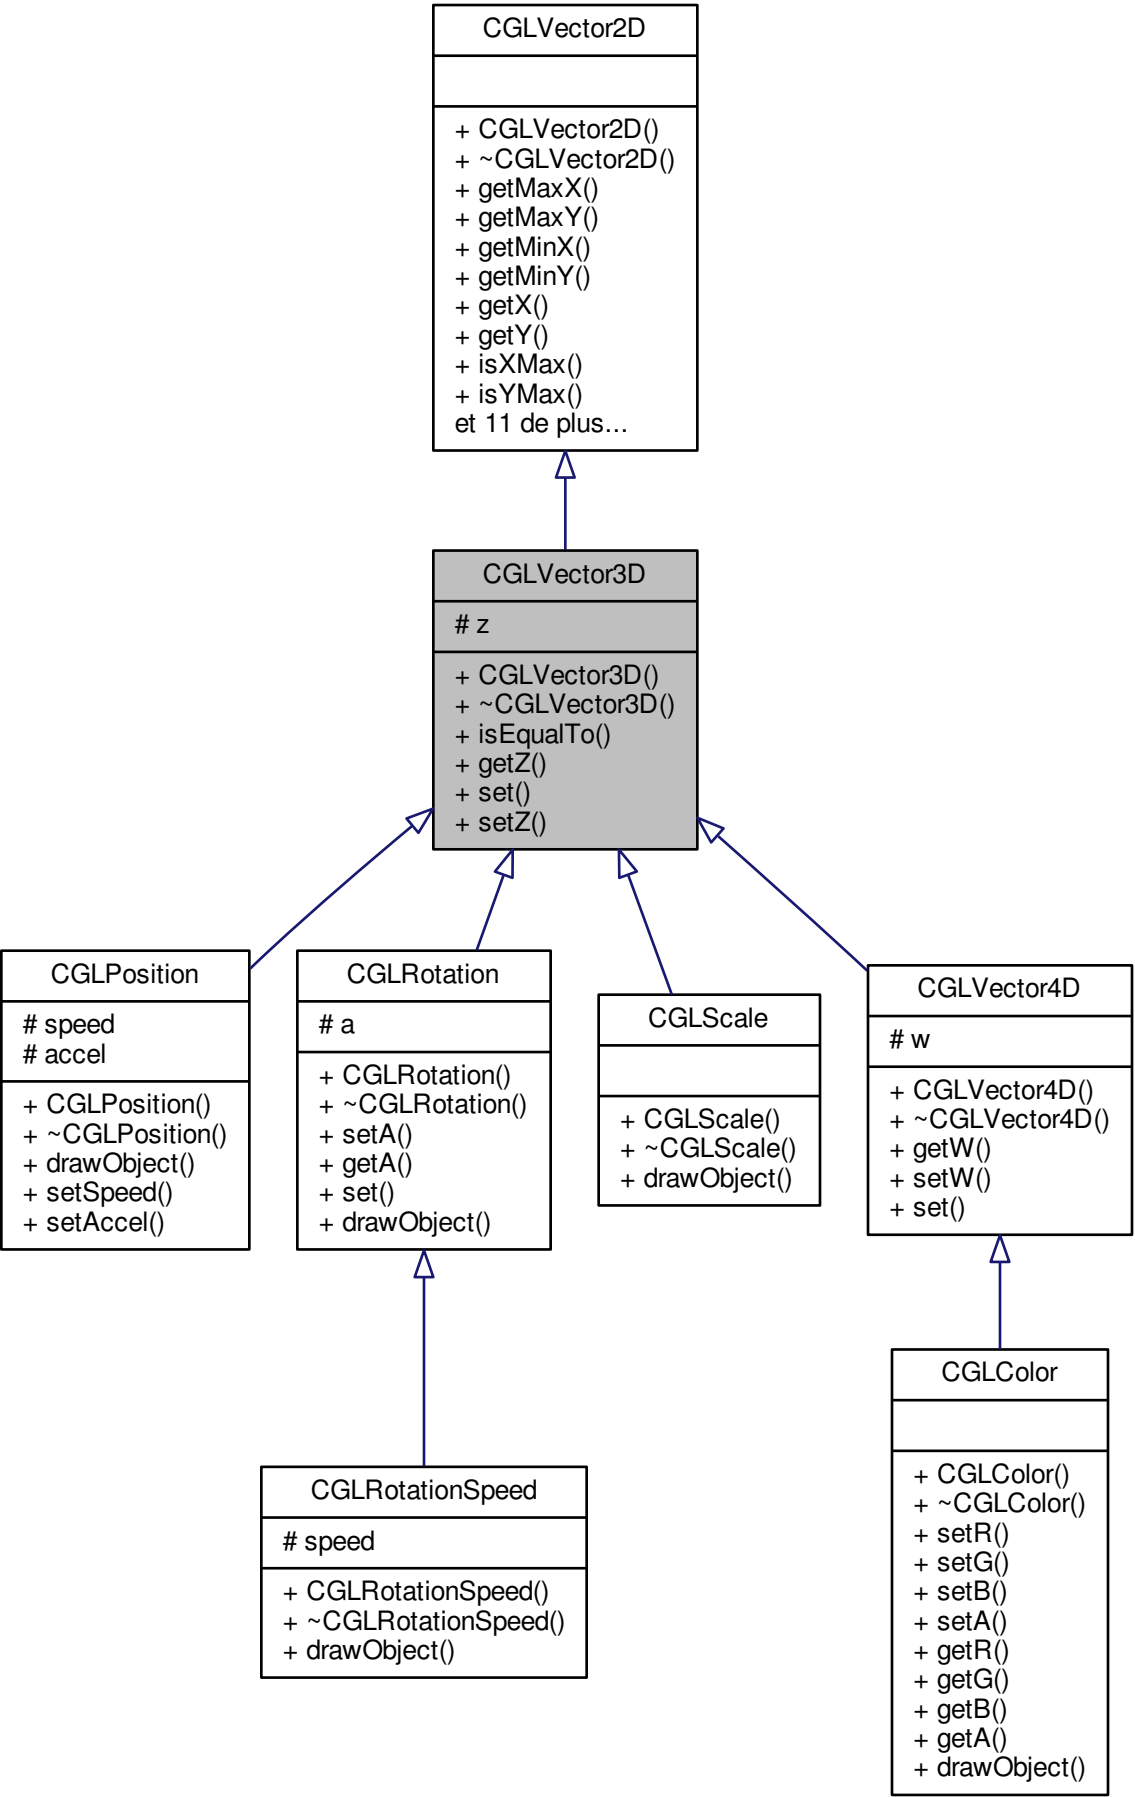 CGLVector2D
+ CGLVector2D()
+ ~CGLVector2D()
+ getMaxX()
+ getMaxY()
+ getMinX()
+ getMinY()
+ getX()
+ getY()
+ isXMax()
+ isYMax()
et 11 de plus...
CGLVector3D
# z
+ CGLVector3D()
+ ~CGLVector3D()
+ isEqualTo()
+ getZ()
+ set()
+ setZ()
CGLPosition
# speed
# accel
+ CGLPosition()
+ ~CGLPosition()
+ drawObject()
+ setSpeed()
+ setAccel()
CGLRotation
# a
+ CGLRotation()
+ ~CGLRotation()
+ setA()
+ getA()
+ set()
+ drawObject()
CGLScale
+ CGLScale()
+ ~CGLScale()
+ drawObject()
CGLVector4D
# w
+ CGLVector4D()
+ ~CGLVector4D()
+ getW()
+ setW()
+ set()
CGLRotationSpeed
# speed
+ CGLRotationSpeed()
+ ~CGLRotationSpeed()
+ drawObject()
CGLColor
+ CGLColor()
+ ~CGLColor()
+ setR()
+ setG()
+ setB()
+ setA()
+ getR()
+ getG()
+ getB()
+ getA()
+ drawObject()